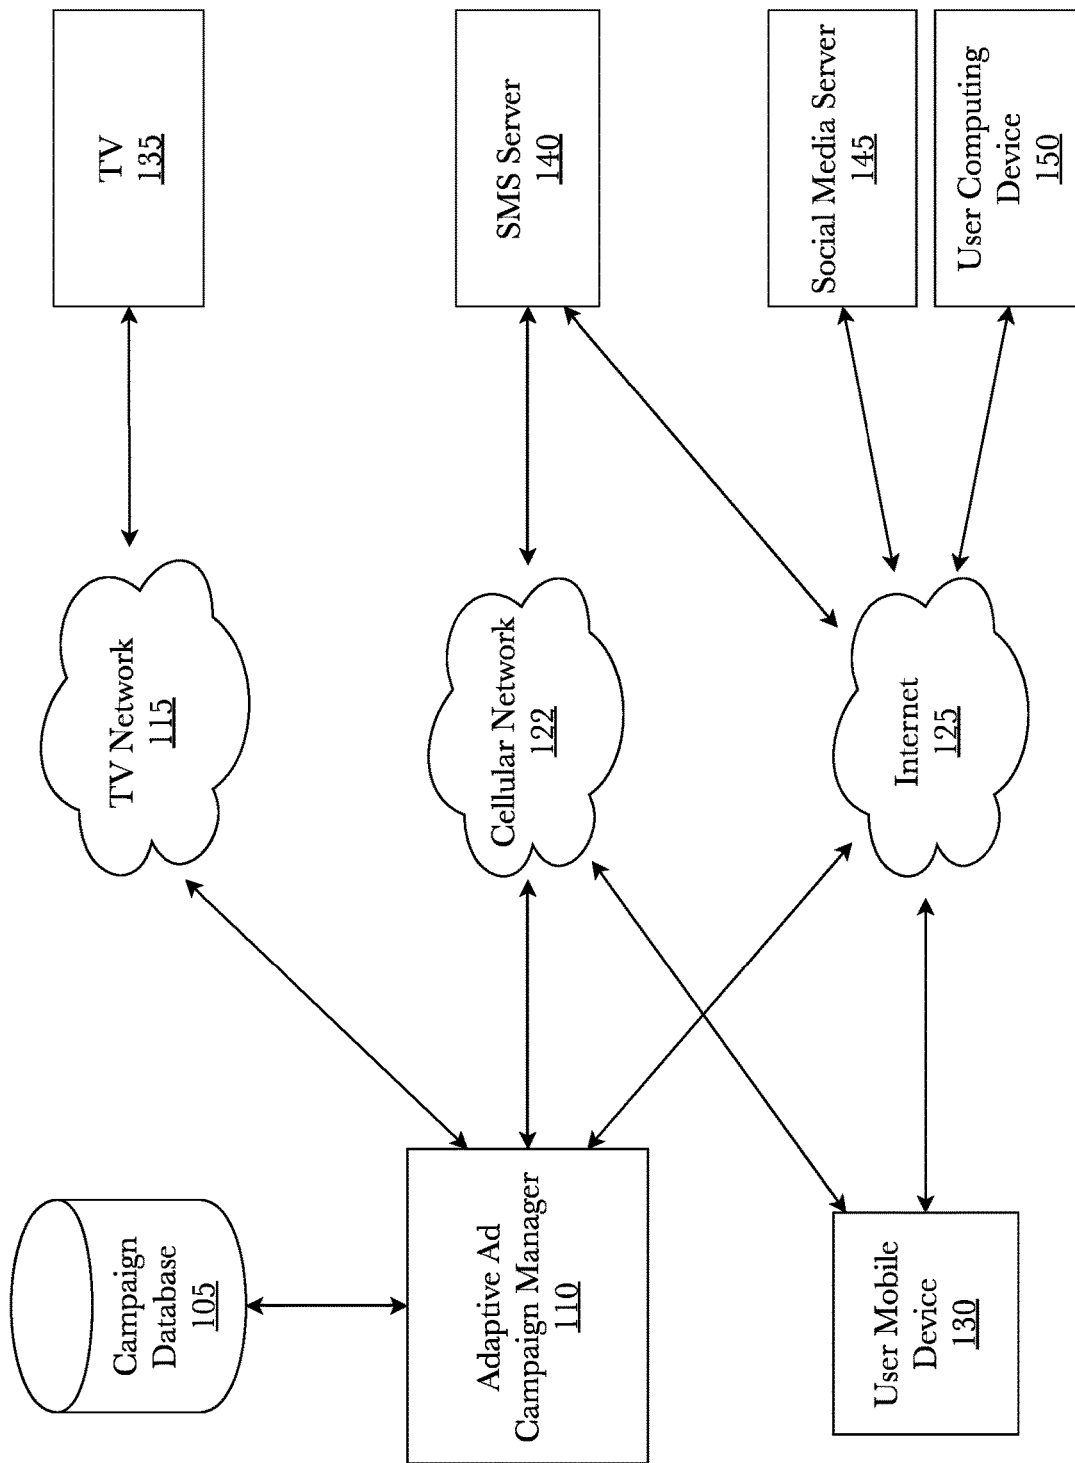 Campaign
Database
105
Adaptive Ad
Campaign Manager
110
User Mobile
Device
130
TV Network
115
Cellular Network
122
Internet
125
TV
135
SMS Server
140
Social Media Server
145
User Computing
Device
150